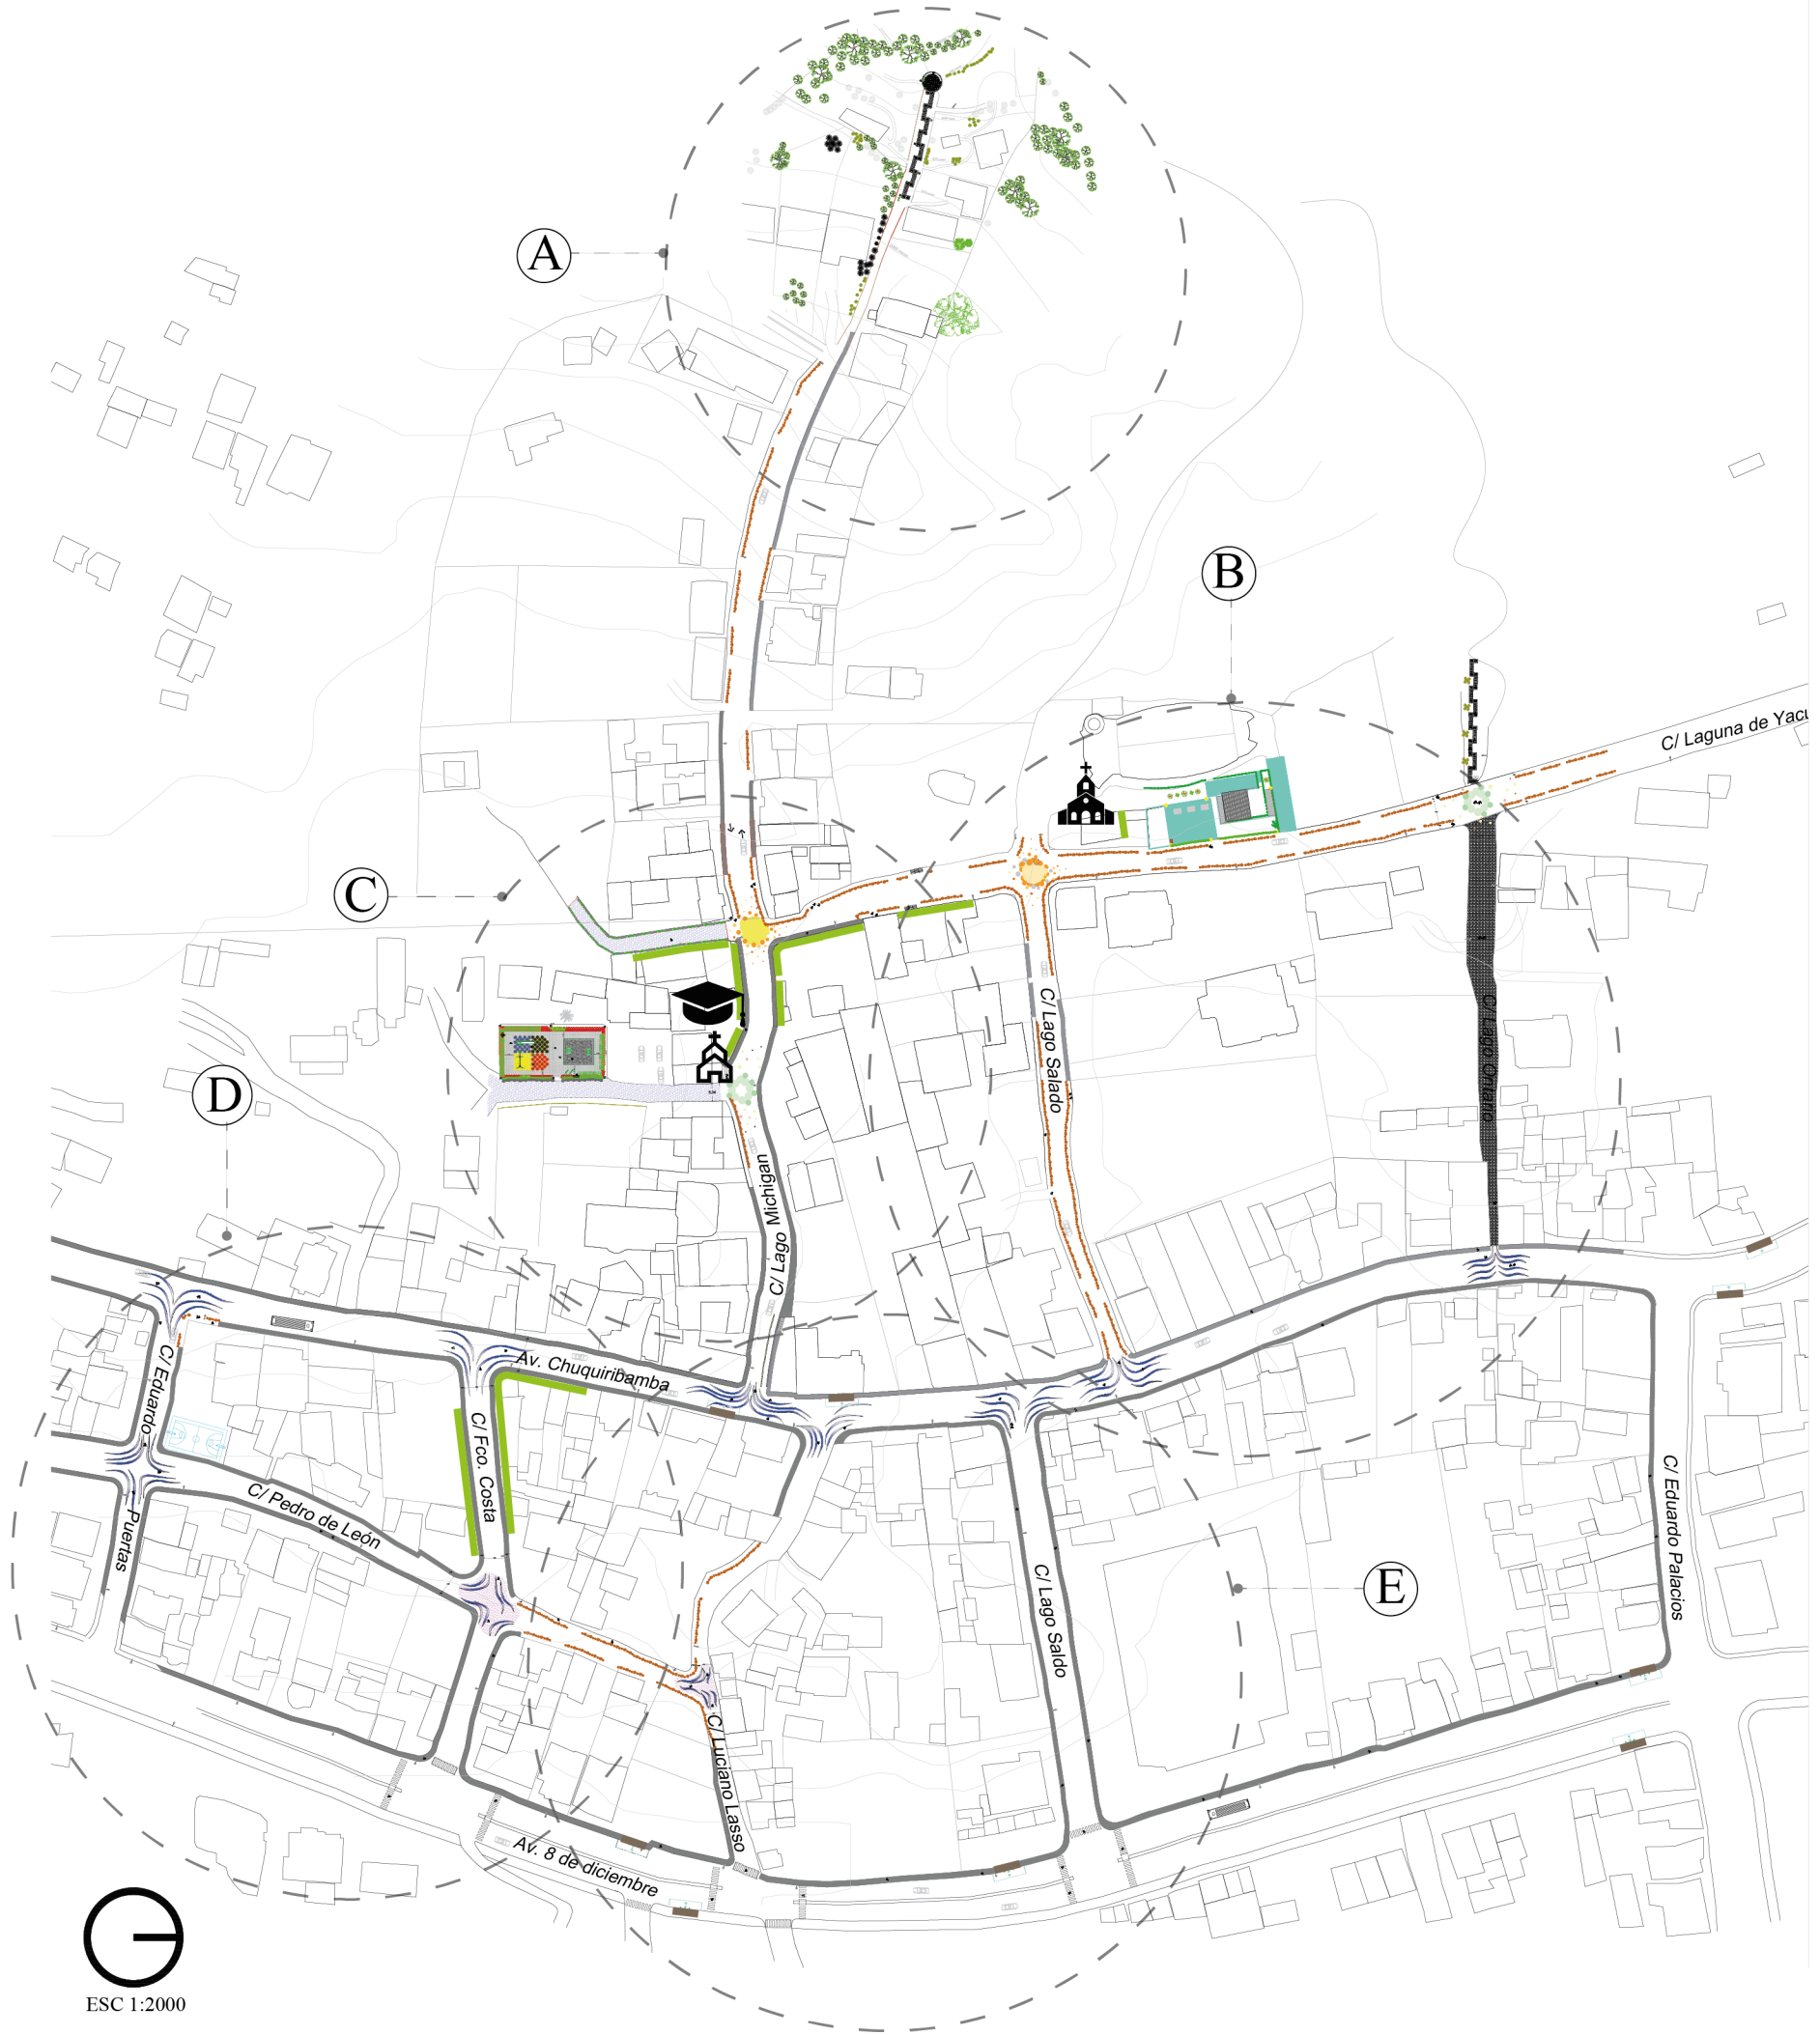 A
B
C/ Laguna de Yacu
C
C/ Lago Salado
C/ Lago Ontario
D
C/ Lago Michigan
C/ Eduardo
Puertas
Av. Chuquiribamba
C/ Fco. Costa
C/ Pedro de León
C/ Lago Saldo
C/ Eduardo Palacios
E
C/ Luciano Lasso
Av. 8 de diciembre
ESC 1:2000